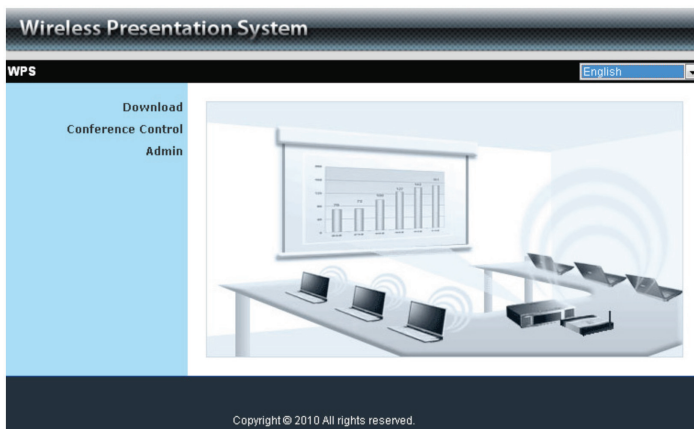 Wireless Presentation System
WPS
English
Download
Conference Control
Admin
Copyright © 2010 All rights reserved.